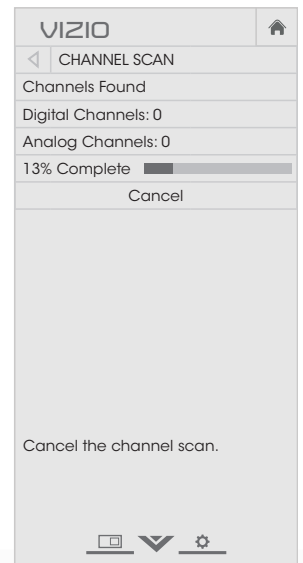 VIZIO
CHANNEL SCAN
Channels Found
Digital Channels: 0
Analog Channels: 0
13% Complete
Cancel
Cancel the channel scan.